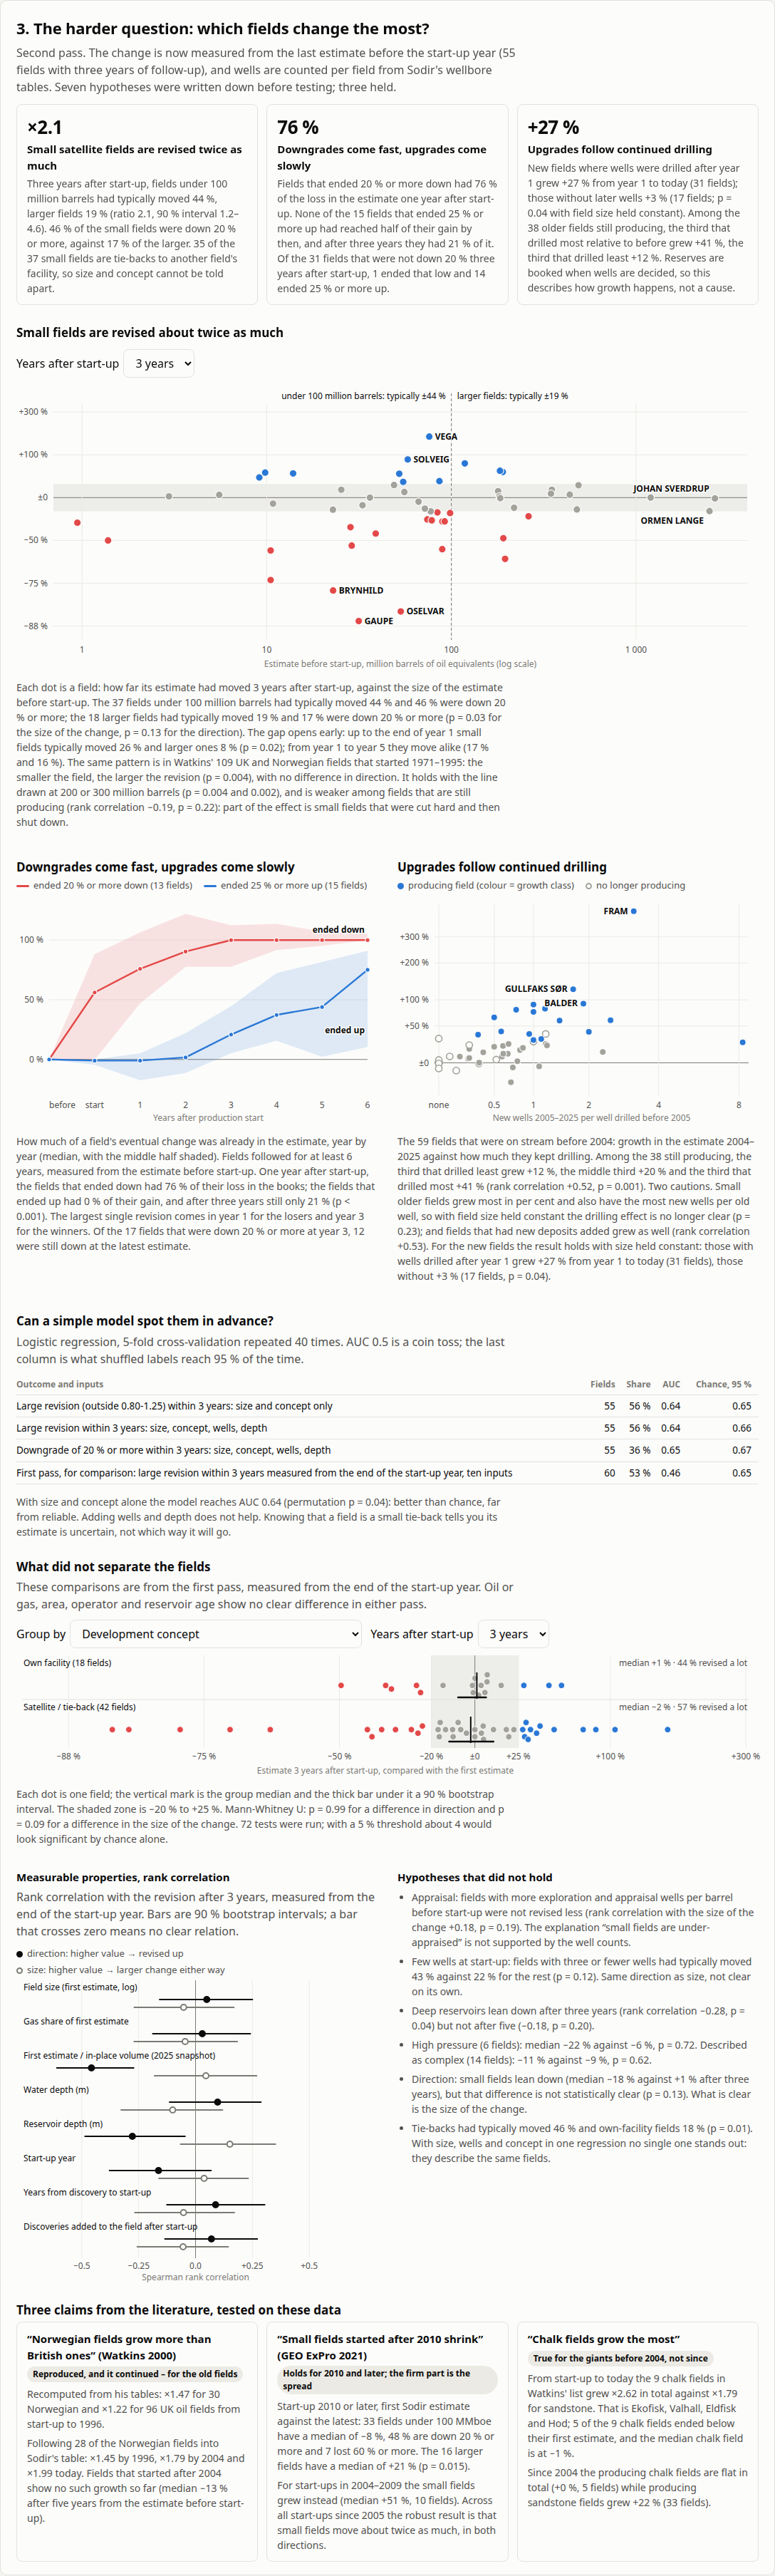 3. The harder question: which fields change the most?
Second pass. The change is now measured from the last estimate before the start-up year (55
fields with three years of follow-up), and wells are counted per field from Sodir's wellbore
tables. Seven hypotheses were written down before testing; three held.
×2.1
Small satellite fields are revised twice as
much
Three years after start-up, fields under 100
million barrels had typically moved 44 %,
larger fields 19 % (ratio 2.1, 90 % interval 1.2–
4.6). 46 % of the small fields were down 20 %
or more, against 17 % of the larger. 35 of the
37 small fields are tie-backs to another field's
facility, so size and concept cannot be told
apart.
76 %
Downgrades come fast, upgrades come
slowly
Fields that ended 20 % or more down had 76 %
of the loss in the estimate one year after start-
up. None of the 15 fields that ended 25 % or
more up had reached half of their gain by
then, and after three years they had 21 % of it.
Of the 31 fields that were not down 20 % three
years after start-up, 1 ended that low and 14
ended 25 % or more up.
+27 %
Upgrades follow continued drilling
New fields where wells were drilled after year
1 grew +27 % from year 1 to today (31 fields);
those without later wells +3 % (17 fields; p =
0.04 with field size held constant). Among the
38 older fields still producing, the third that
drilled most relative to before grew +41 %, the
third that drilled least +12 %. Reserves are
booked when wells are decided, so this
describes how growth happens, not a cause.
Small fields are revised about twice as much
Years after start-up 3 years
under 100 million barrels: typically ±44 % larger fields: typically ±19 %
+300 %
+100 %
±0
−50 %
−75 %
−88 %
VEGA
SOLVEIG
JOHAN SVERDRUP
ORMEN LANGE
BRYNHILD
OSELVAR
GAUPE
1 10 100 1 000
Estimate before start-up, million barrels of oil equivalents (log scale)
Each dot is a field: how far its estimate had moved 3 years after start-up, against the size of the estimate
before start-up. The 37 fields under 100 million barrels had typically moved 44 % and 46 % were down 20
% or more; the 18 larger fields had typically moved 19 % and 17 % were down 20 % or more (p = 0.03 for
the size of the change, p = 0.13 for the direction). The gap opens early: up to the end of year 1 small
fields typically moved 26 % and larger ones 8 % (p = 0.02); from year 1 to year 5 they move alike (17 %
and 16 %). The same pattern is in Watkins' 109 UK and Norwegian fields that started 1971–1995: the
smaller the field, the larger the revision (p = 0.004), with no difference in direction. It holds with the line
drawn at 200 or 300 million barrels (p = 0.004 and 0.002), and is weaker among fields that are still
producing (rank correlation −0.19, p = 0.22): part of the effect is small fields that were cut hard and then
shut down.
Downgrades come fast, upgrades come slowly
ended 20 % or more down (13 fields) ended 25 % or more up (15 fields)
100 %
50 %
0 %
ended down
ended up
before start 1 2 3 4 5 6
Years after production start
How much of a field's eventual change was already in the estimate, year by
year (median, with the middle half shaded). Fields followed for at least 6
years, measured from the estimate before start-up. One year after start-up,
the fields that ended down had 76 % of their loss in the books; the fields that
ended up had 0 % of their gain, and after three years still only 21 % (p <
0.001). The largest single revision comes in year 1 for the losers and year 3
for the winners. Of the 17 fields that were down 20 % or more at year 3, 12
were still down at the latest estimate.
Upgrades follow continued drilling
producing field (colour = growth class) no longer producing
+300 %
+200 %
+100 %
+50 %
±0
FRAM
GULLFAKS SØR
BALDER
none 0.5 1 2 4 8
New wells 2005–2025 per well drilled before 2005
The 59 fields that were on stream before 2004: growth in the estimate 2004–
2025 against how much they kept drilling. Among the 38 still producing, the
third that drilled least grew +12 %, the middle third +20 % and the third that
drilled most +41 % (rank correlation +0.52, p = 0.001). Two cautions. Small
older fields grew most in per cent and also have the most new wells per old
well, so with field size held constant the drilling effect is no longer clear (p =
0.23); and fields that had new deposits added grew as well (rank correlation
+0.53). For the new fields the result holds with size held constant: those with
wells drilled after year 1 grew +27 % from year 1 to today (31 fields), those
without +3 % (17 fields, p = 0.04).
Can a simple model spot them in advance?
Logistic regression, 5-fold cross-validation repeated 40 times. AUC 0.5 is a coin toss; the last
column is what shuffled labels reach 95 % of the time.
Outcome and inputs Fields Share AUC Chance, 95 %
Large revision (outside 0.80-1.25) within 3 years: size and concept only 55 56 % 0.64 0.65
Large revision within 3 years: size, concept, wells, depth 55 56 % 0.64 0.66
Downgrade of 20 % or more within 3 years: size, concept, wells, depth 55 36 % 0.65 0.67
First pass, for comparison: large revision within 3 years measured from the end of the start-up year, ten inputs 60 53 % 0.46 0.65
With size and concept alone the model reaches AUC 0.64 (permutation p = 0.04): better than chance, far
from reliable. Adding wells and depth does not help. Knowing that a field is a small tie-back tells you its
estimate is uncertain, not which way it will go.
What did not separate the fields
These comparisons are from the first pass, measured from the end of the start-up year. Oil or
gas, area, operator and reservoir age show no clear difference in either pass.
Group by Development concept Years after start-up 3 years
Own facility (18 fields) median +1 % · 44 % revised a lot
Satellite / tie-back (42 fields) median −2 % · 57 % revised a lot
−88 % −75 % −50 % −20 % ±0 +25 % +100 % +300 %
Estimate 3 years after start-up, compared with the first estimate
Each dot is one field; the vertical mark is the group median and the thick bar under it a 90 % bootstrap
interval. The shaded zone is −20 % to +25 %. Mann-Whitney U: p = 0.99 for a difference in direction and p
= 0.09 for a difference in the size of the change. 72 tests were run; with a 5 % threshold about 4 would
look significant by chance alone.
Measurable properties, rank correlation
Rank correlation with the revision after 3 years, measured from the
end of the start-up year. Bars are 90 % bootstrap intervals; a bar
that crosses zero means no clear relation.
direction: higher value → revised up
size: higher value → larger change either way
Field size (first estimate, log)
Gas share of first estimate
First estimate / in-place volume (2025 snapshot)
Water depth (m)
Reservoir depth (m)
Start-up year
Years from discovery to start-up
Discoveries added to the field after start-up
−0.5 −0.25 0.0 +0.25 +0.5
Spearman rank correlation
Hypotheses that did not hold
• Appraisal: fields with more exploration and appraisal wells per barrel
before start-up were not revised less (rank correlation with the size of the
change +0.18, p = 0.19). The explanation “small fields are under-
appraised” is not supported by the well counts.
• Few wells at start-up: fields with three or fewer wells had typically moved
43 % against 22 % for the rest (p = 0.12). Same direction as size, not clear
on its own.
• Deep reservoirs lean down after three years (rank correlation −0.28, p =
0.04) but not after five (−0.18, p = 0.20).
• High pressure (6 fields): median −22 % against −6 %, p = 0.72. Described
as complex (14 fields): −11 % against −9 %, p = 0.62.
• Direction: small fields lean down (median −18 % against +1 % after three
years), but that difference is not statistically clear (p = 0.13). What is clear
is the size of the change.
• Tie-backs had typically moved 46 % and own-facility fields 18 % (p = 0.01).
With size, wells and concept in one regression no single one stands out:
they describe the same fields.
Three claims from the literature, tested on these data
“Norwegian fields grow more than
British ones” (Watkins 2000)
Reproduced, and it continued – for the old fields
Recomputed from his tables: ×1.47 for 30
Norwegian and ×1.22 for 96 UK oil fields from
start-up to 1996.
Following 28 of the Norwegian fields into
Sodir's table: ×1.45 by 1996, ×1.79 by 2004 and
×1.99 today. Fields that started after 2004
show no such growth so far (median −13 %
after five years from the estimate before start-
up).
“Small fields started after 2010 shrink”
(GEO ExPro 2021)
Holds for 2010 and later; the firm part is the
spread
Start-up 2010 or later, first Sodir estimate
against the latest: 33 fields under 100 MMboe
have a median of −8 %, 48 % are down 20 % or
more and 7 lost 60 % or more. The 16 larger
fields have a median of +21 % (p = 0.015).
For start-ups in 2004–2009 the small fields
grew instead (median +51 %, 10 fields). Across
all start-ups since 2005 the robust result is that
small fields move about twice as much, in both
directions.
“Chalk fields grow the most”
True for the giants before 2004, not since
From start-up to today the 9 chalk fields in
Watkins' list grew ×2.62 in total against ×1.79
for sandstone. That is Ekofisk, Valhall, Eldfisk
and Hod; 5 of the 9 chalk fields ended below
their first estimate, and the median chalk field
is at −1 %.
Since 2004 the producing chalk fields are flat in
total (+0 %, 5 fields) while producing
sandstone fields grew +22 % (33 fields).